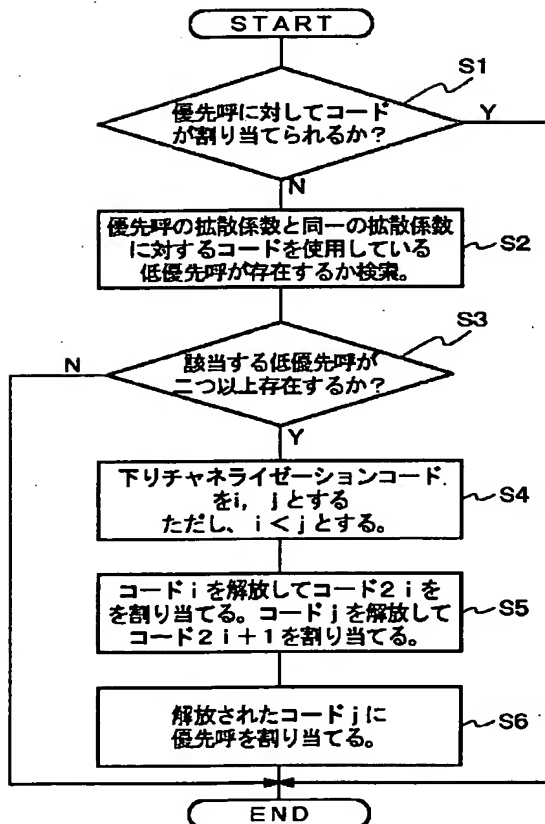 START
S1
優先呼に対してコード
が割り当てられるか?
Y
N
優先呼の拡散係数と同一の拡散係数
に対するコードを使用している
低優先呼が存在するか検索。
S2
S3
N
該当する低優先呼が
二つ以上存在するか?
Y
下りチャネライゼーションコード
をi, jとする
ただし、i<jとする。
S4
コードiを解放してコード2iを
を割り当てる。コードjを解放して
コード2i+1を割り当てる。
S5
解放されたコードjに
優先呼を割り当てる。
S6
END